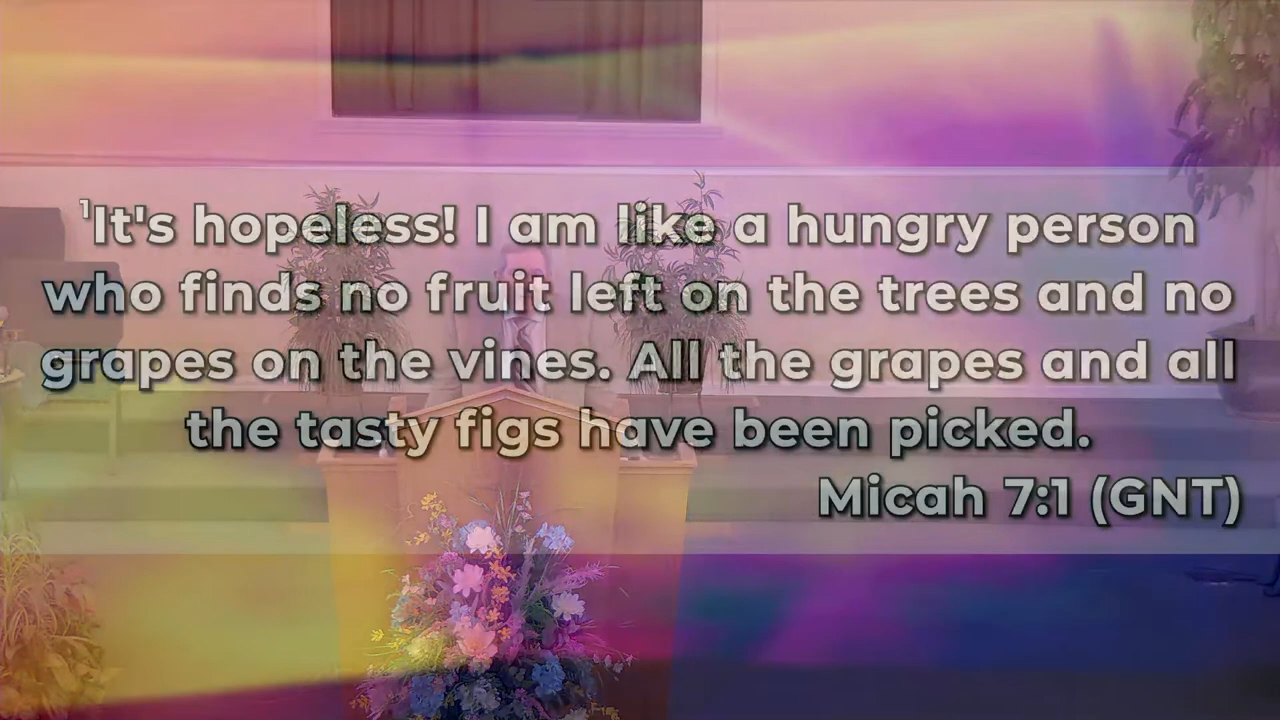 ¹It's hopeless! I am like a hungry person
who finds no fruit left on the trees and no
grapes on the vines. All the grapes and all
the tasty figs have been picked.
Micah 7:1 (GNT)